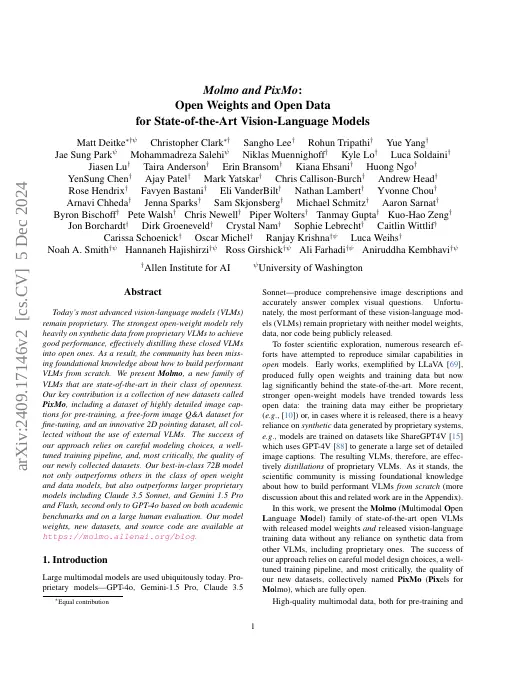 arXiv:2409.17146v2 [cs.CV] 5 Dec 2024
Molmo and PixMo:
Open Weights and Open Data
for State-of-the-Art Vision-Language Models
Matt Deitke*†ψ Christopher Clark*† Sangho Lee† Rohun Tripathi† Yue Yang†
Jae Sung Parkψ Mohammadreza Salehiψ Niklas Muennighoff† Kyle Lo† Luca Soldaini†
Jiasen Lu† Taira Anderson† Erin Bransom† Kiana Ehsani† Huong Ngo†
YenSung Chen† Ajay Patel† Mark Yatskar† Chris Callison-Burch† Andrew Head†
Rose Hendrix† Favyen Bastani† Eli VanderBilt† Nathan Lambert† Yvonne Chou†
Arnavi Chheda† Jenna Sparks† Sam Skjonsberg† Michael Schmitz† Aaron Sarnat†
Byron Bischoff† Pete Walsh† Chris Newell† Piper Wolters† Tanmay Gupta† Kuo-Hao Zeng†
Jon Borchardt† Dirk Groeneveld† Crystal Nam† Sophie Lebrecht† Caitlin Wittlif†
Carissa Schoenick† Oscar Michel† Ranjay Krishna†ψ Luca Weihs†
Noah A. Smith†ψ Hannaneh Hajishirzi†ψ Ross Girshick†ψ Ali Farhadi†ψ Aniruddha Kembhavi†ψ
†Allen Institute for AI ψUniversity of Washington
Abstract
Today's most advanced vision-language models (VLMs)
remain proprietary. The strongest open-weight models rely
heavily on synthetic data from proprietary VLMs to achieve
good performance, effectively distilling these closed VLMs
into open ones. As a result, the community has been miss-
ing foundational knowledge about how to build performant
VLMs from scratch. We present Molmo, a new family of
VLMs that are state-of-the-art in their class of openness.
Our key contribution is a collection of new datasets called
PixMo, including a dataset of highly detailed image cap-
tions for pre-training, a free-form image Q&A dataset for
fine-tuning, and an innovative 2D pointing dataset, all col-
lected without the use of external VLMs. The success of
our approach relies on careful modeling choices, a well-
tuned training pipeline, and, most critically, the quality of
our newly collected datasets. Our best-in-class 72B model
not only outperforms others in the class of open weight
and data models, but also outperforms larger proprietary
models including Claude 3.5 Sonnet, and Gemini 1.5 Pro
and Flash, second only to GPT-4o based on both academic
benchmarks and on a large human evaluation. Our model
weights, new datasets, and source code are available at
https://molmo.allenai.org/blog.
1. Introduction
Large multimodal models are used ubiquitously today. Pro-
prietary models—GPT-4o, Gemini-1.5 Pro, Claude 3.5
*Equal contribution
Sonnet—produce comprehensive image descriptions and
accurately answer complex visual questions. Unfortu-
nately, the most performant of these vision-language mod-
els (VLMs) remain proprietary with neither model weights,
data, nor code being publicly released.
To foster scientific exploration, numerous research ef-
forts have attempted to reproduce similar capabilities in
open models. Early works, exemplified by LLaVA [69],
produced fully open weights and training data but now
lag significantly behind the state-of-the-art. More recent,
stronger open-weight models have trended towards less
open data: the training data may either be proprietary
(e.g., [10]) or, in cases where it is released, there is a heavy
reliance on synthetic data generated by proprietary systems,
e.g., models are trained on datasets like ShareGPT4V [15]
which uses GPT-4V [88] to generate a large set of detailed
image captions. The resulting VLMs, therefore, are effec-
tively distillations of proprietary VLMs. As it stands, the
scientific community is missing foundational knowledge
about how to build performant VLMs from scratch (more
discussion about this and related work are in the Appendix).
In this work, we present the Molmo (Multimodal Open
Language Model) family of state-of-the-art open VLMs
with released model weights and released vision-language
training data without any reliance on synthetic data from
other VLMs, including proprietary ones. The success of
our approach relies on careful model design choices, a well-
tuned training pipeline, and most critically, the quality of
our new datasets, collectively named PixMo (Pixels for
Molmo), which are fully open.
High-quality multimodal data, both for pre-training and
1